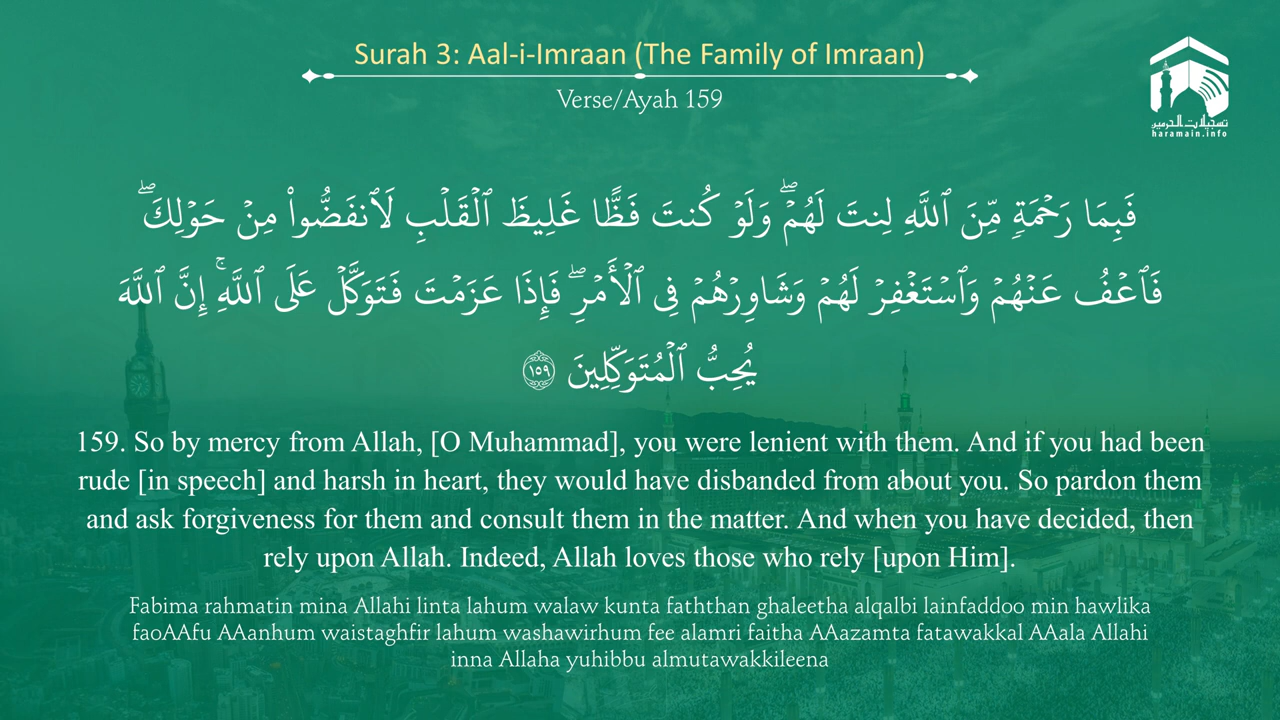 Surah 3: Aal-i-Imraan (The Family of Imraan)
Verse/Ayah 159
تسجيلات الحرمين
haramain.info
فَبِمَا رَحْمَةٍ مِّنَ ٱللَّهِ لِنتَ لَهُمْ ۖ وَلَوْ كُنتَ فَظًّا غَلِيظَ ٱلْقَلْبِ لَٱنفَضُّوا۟ مِنْ حَوْلِكَ ۖ
فَٱعْفُ عَنْهُمْ وَٱسْتَغْفِرْ لَهُمْ وَشَاوِرْهُمْ فِى ٱلْأَمْرِ ۖ فَإِذَا عَزَمْتَ فَتَوَكَّلْ عَلَى ٱللَّهِ ۚ إِنَّ ٱللَّهَ
يُحِبُّ ٱلْمُتَوَكِّلِينَ ١٥٩
159. So by mercy from Allah, [O Muhammad], you were lenient with them. And if you had been
rude [in speech] and harsh in heart, they would have disbanded from about you. So pardon them
and ask forgiveness for them and consult them in the matter. And when you have decided, then
rely upon Allah. Indeed, Allah loves those who rely [upon Him].
Fabima rahmatin mina Allahi linta lahum walaw kunta faththan ghaleetha alqalbi lainfaddoo min hawlika
faoAAfu AAanhum waistaghfir lahum washawirhum fee alamri faitha AAazamta fatawakkal AAala Allahi
inna Allaha yuhibbu almutawakkileena